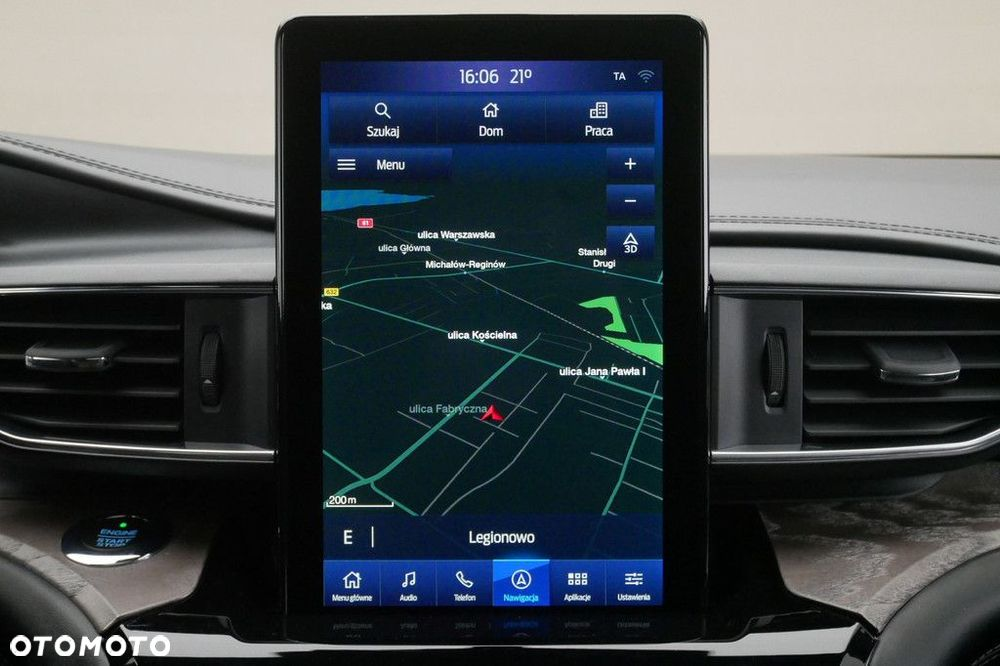 16:06 21º TA
Szukaj Dom Praca
Menu
+
−
3D
61
ulica Warszawska
ulica Główna
Stanisł
Drugi
Michałów-Reginów
632
ka
ulica Kościelna
ulica Jana Pawła I
ulica Fabryczna
200 m
E | Legionowo
Menu główne Audio Telefon Nawigacja Aplikacje Ustawienia
ENGINE
START
STOP
OTOMOTO